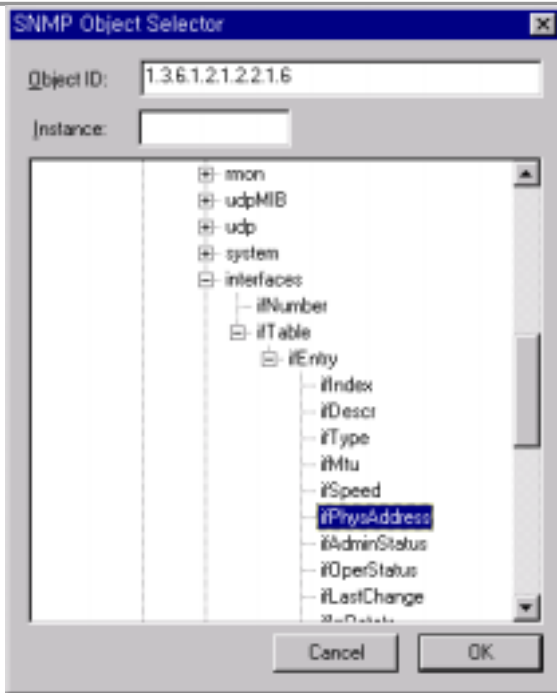 SNMP Object Selector
Object ID: 1.3.6.1.2.1.2.2.1.6
Instance:
rmon
udpMIB
udp
system
interfaces
ifNumber
ifTable
ifEntry
ifIndex
ifDescr
ifType
ifMtu
ifSpeed
ifPhysAddress
ifAdminStatus
ifOperStatus
ifLastChange
Cancel OK